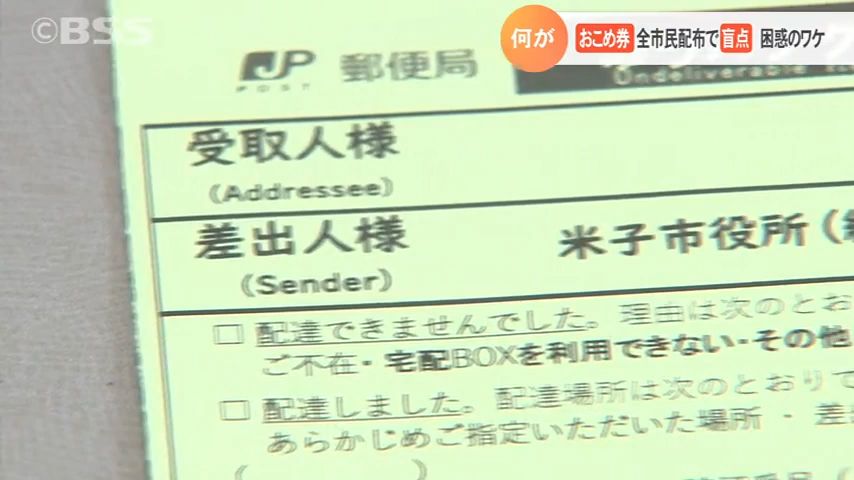 ©BSS
何が
おこめ券 全市民配布で 盲点 困惑のワケ
JP 郵便局
POST
Undeliverable
受取人様
(Addressee)
差出人様
(Sender)
米子市役所(
□ 配達できませんでした。理由は次のとお
ご不在・宅配BOXを利用できない・その他
□ 配達しました。配達場所は次のとおりで
あらかじめご指定いただいた場所 ・ 差
( )